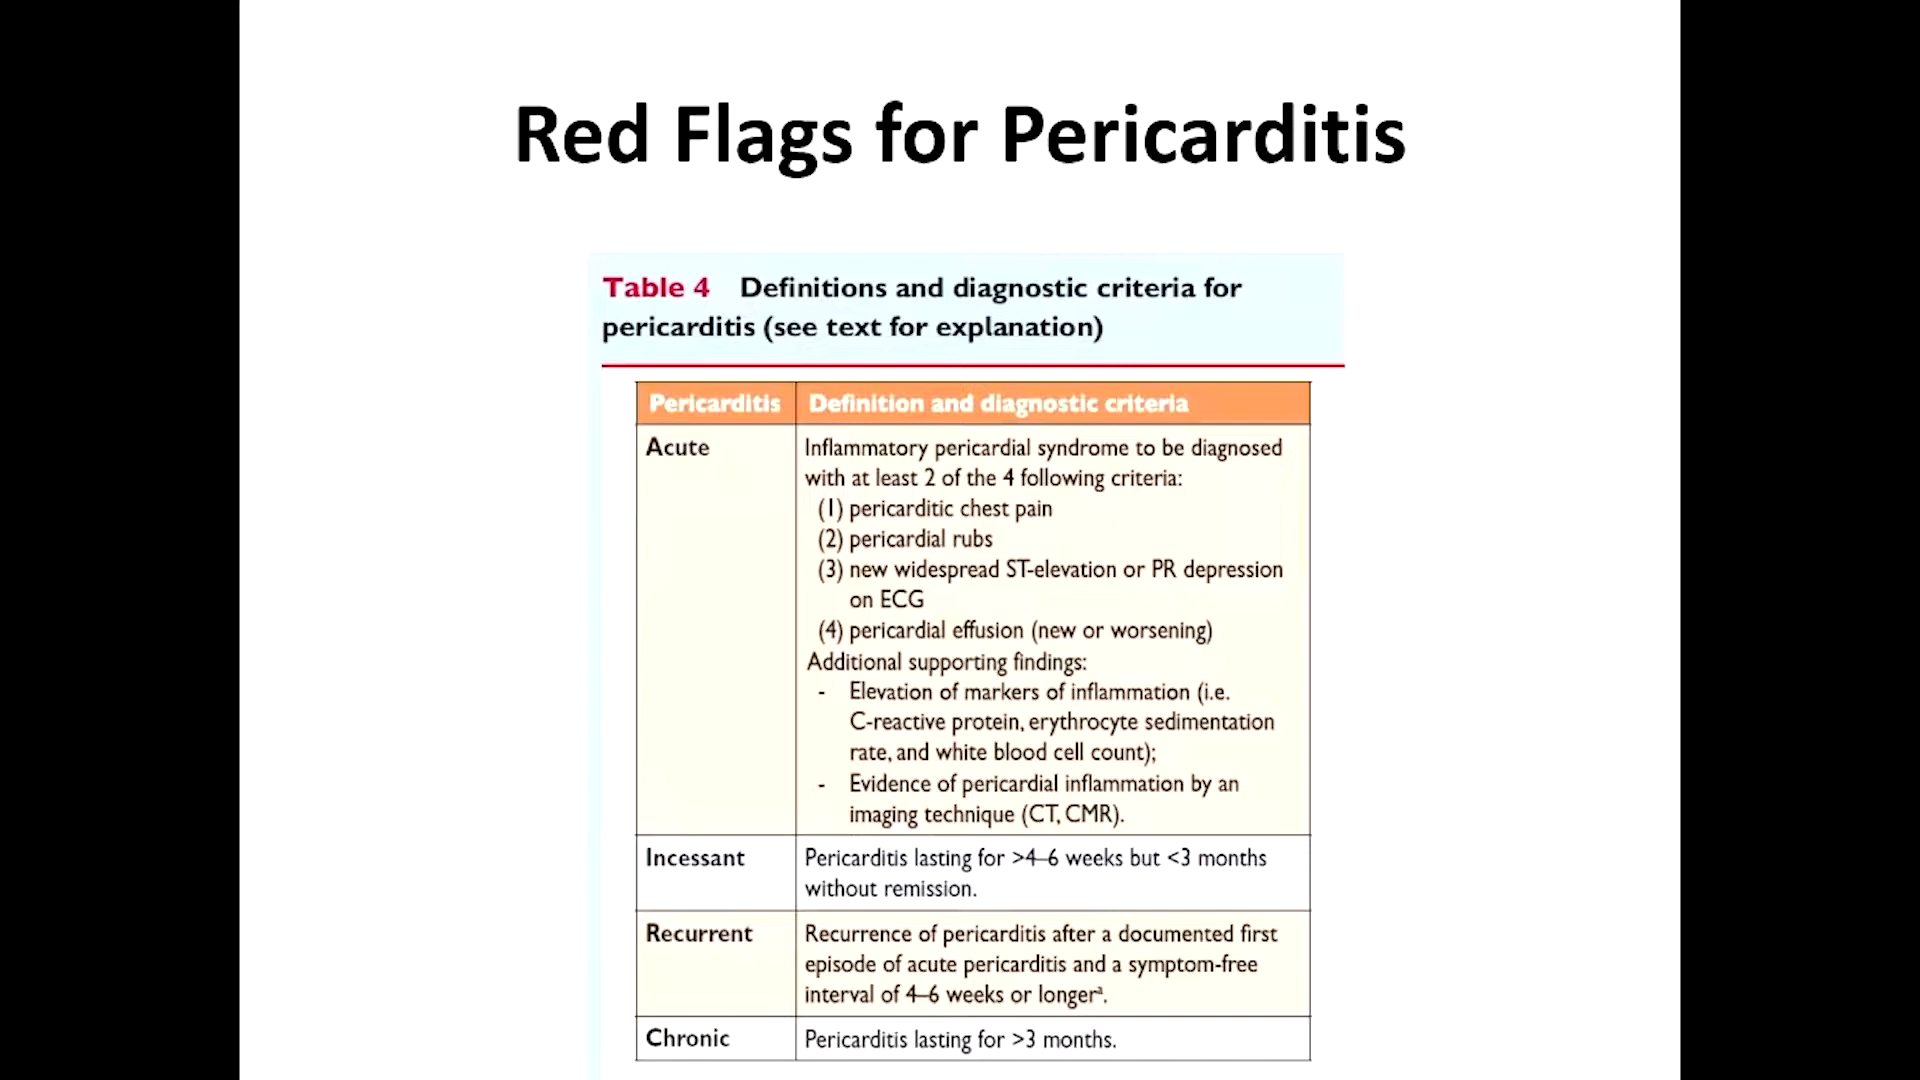 Red Flags for Pericarditis
Table 4 Definitions and diagnostic criteria for
pericarditis (see text for explanation)
Pericarditis Definition and diagnostic criteria
Acute Inflammatory pericardial syndrome to be diagnosed
with at least 2 of the 4 following criteria:
(1) pericarditic chest pain
(2) pericardial rubs
(3) new widespread ST-elevation or PR depression
on ECG
(4) pericardial effusion (new or worsening)
Additional supporting findings:
- Elevation of markers of inflammation (i.e.
C-reactive protein, erythrocyte sedimentation
rate, and white blood cell count);
- Evidence of pericardial inflammation by an
imaging technique (CT, CMR).
Incessant Pericarditis lasting for >4–6 weeks but <3 months
without remission.
Recurrent Recurrence of pericarditis after a documented first
episode of acute pericarditis and a symptom-free
interval of 4–6 weeks or longerᵃ.
Chronic Pericarditis lasting for >3 months.